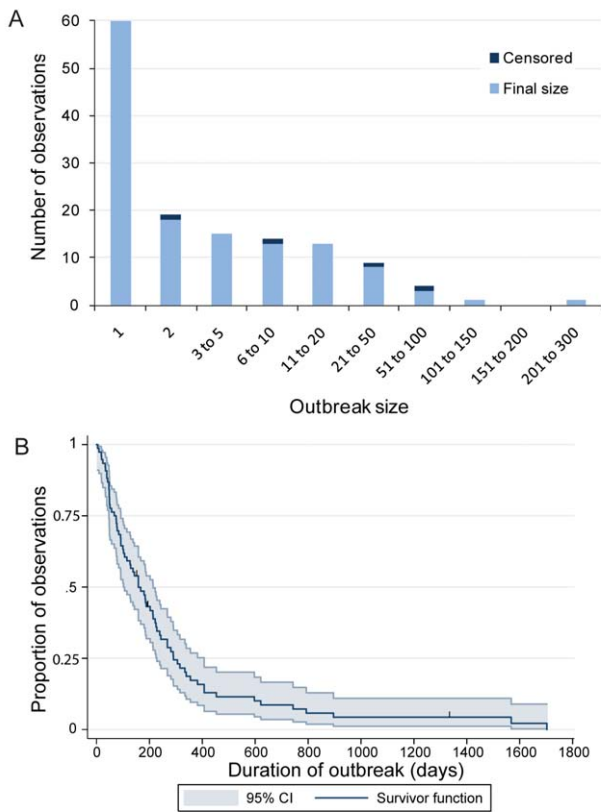 A
Number of observations
60
50
40
30
20
10
0
Censored
Final size
1
2
3 to 5
6 to 10
11 to 20
21 to 50
51 to 100
101 to 150
151 to 200
201 to 300
Outbreak size
B
Proportion of observations
1
0.75
.5
0.25
0
0 200 400 600 800 1000 1200 1400 1600 1800
Duration of outbreak (days)
95% CI Survivor function